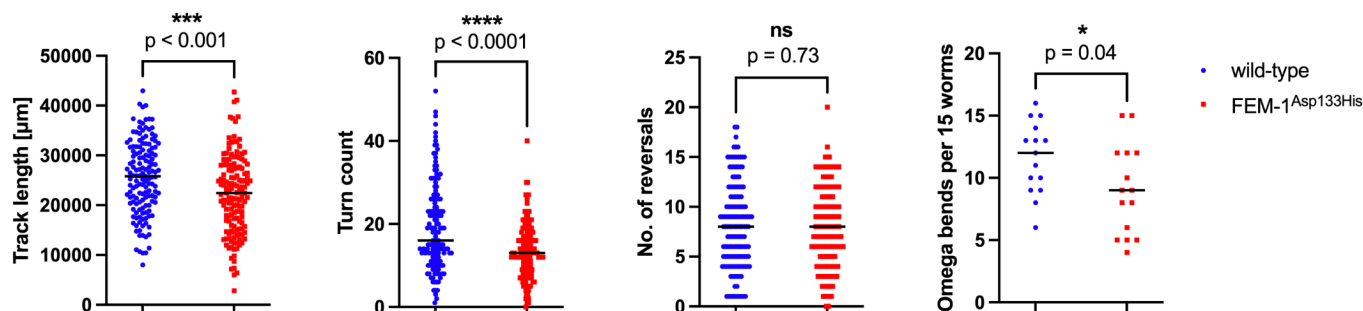 ***
p < 0.001
50000
40000
30000
20000
10000
0
Track length [µm]
****
p < 0.0001
60
40
20
0
Turn count
ns
p = 0.73
25
20
15
10
5
0
No. of reversals
*
p = 0.04
20
15
10
5
0
Omega bends per 15 worms
wild-type
FEM-1Asp133His